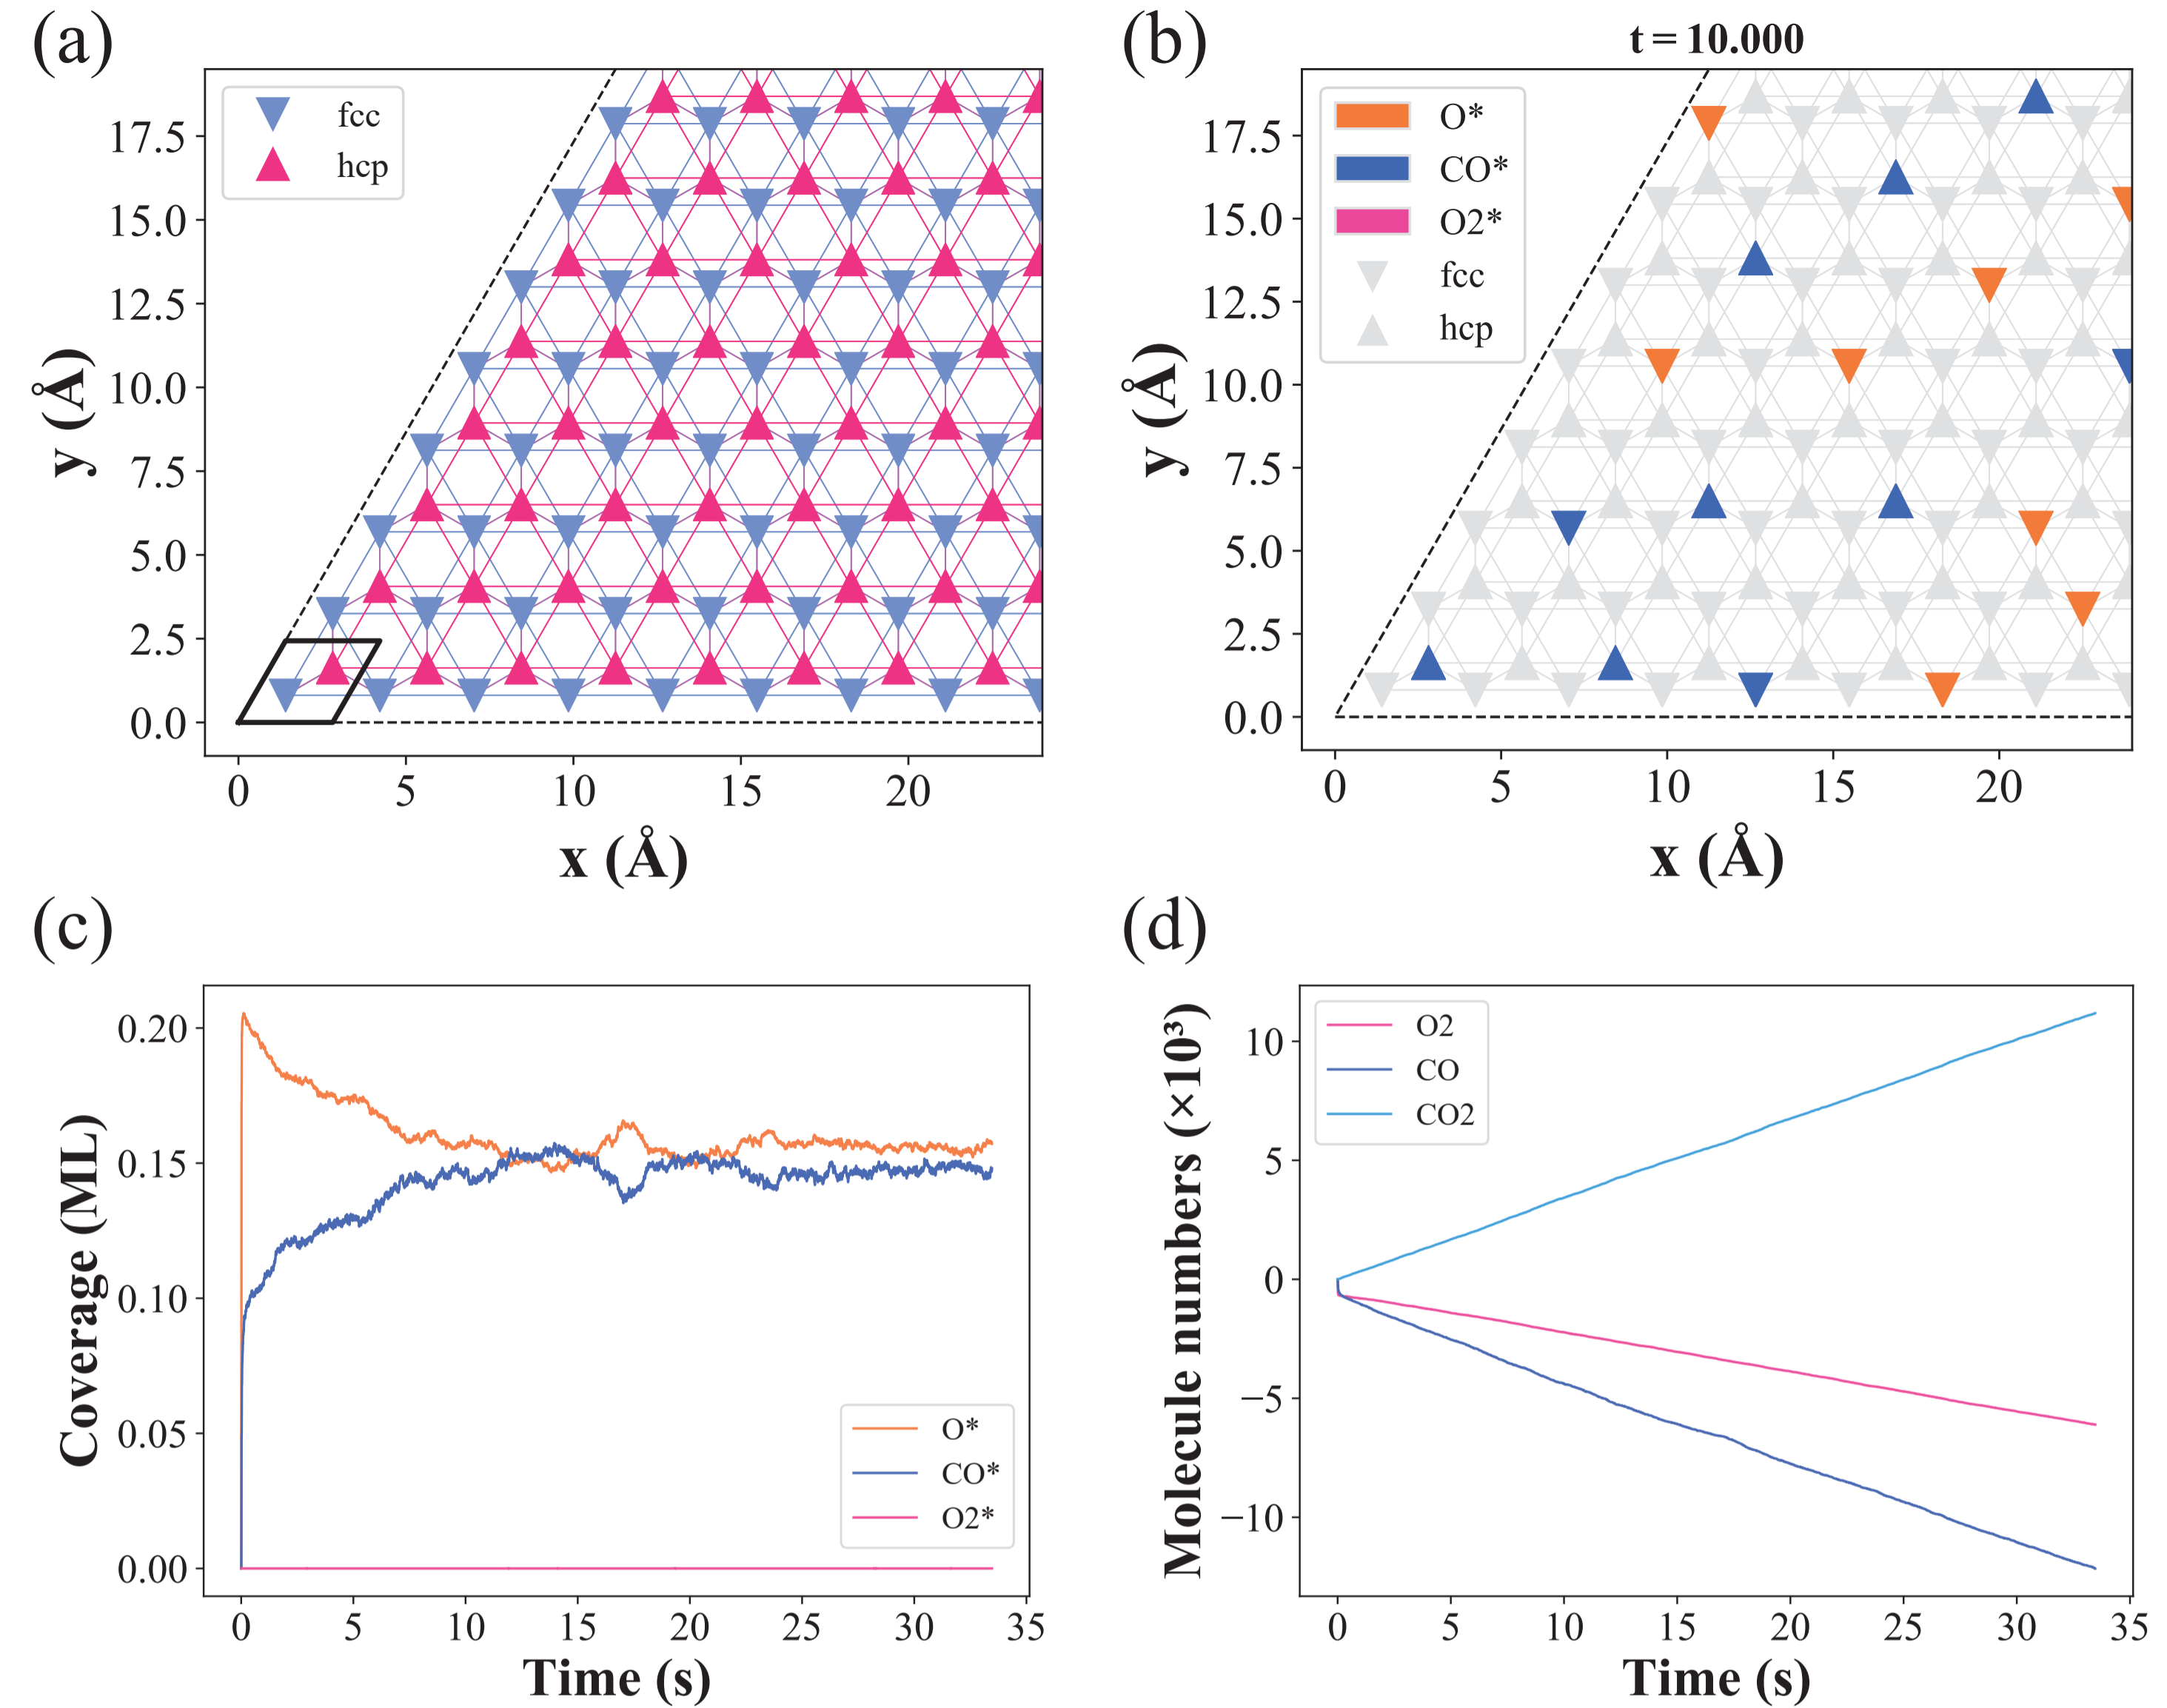 (a)
fcc
hcp
17.5
15.0
12.5
10.0
7.5
5.0
2.5
0.0
0
5
10
15
20
y (Å)
x (Å)
(b)
t = 10.000
O*
CO*
O2*
fcc
hcp
17.5
15.0
12.5
10.0
7.5
5.0
2.5
0.0
0
5
10
15
20
y (Å)
x (Å)
(c)
0.20
0.15
0.10
0.05
0.00
0
5
10
15
20
25
30
35
O*
CO*
O2*
Coverage (ML)
Time (s)
(d)
O2
CO
CO2
10
5
0
−5
−10
0
5
10
15
20
25
30
35
Molecule numbers (×10³)
Time (s)